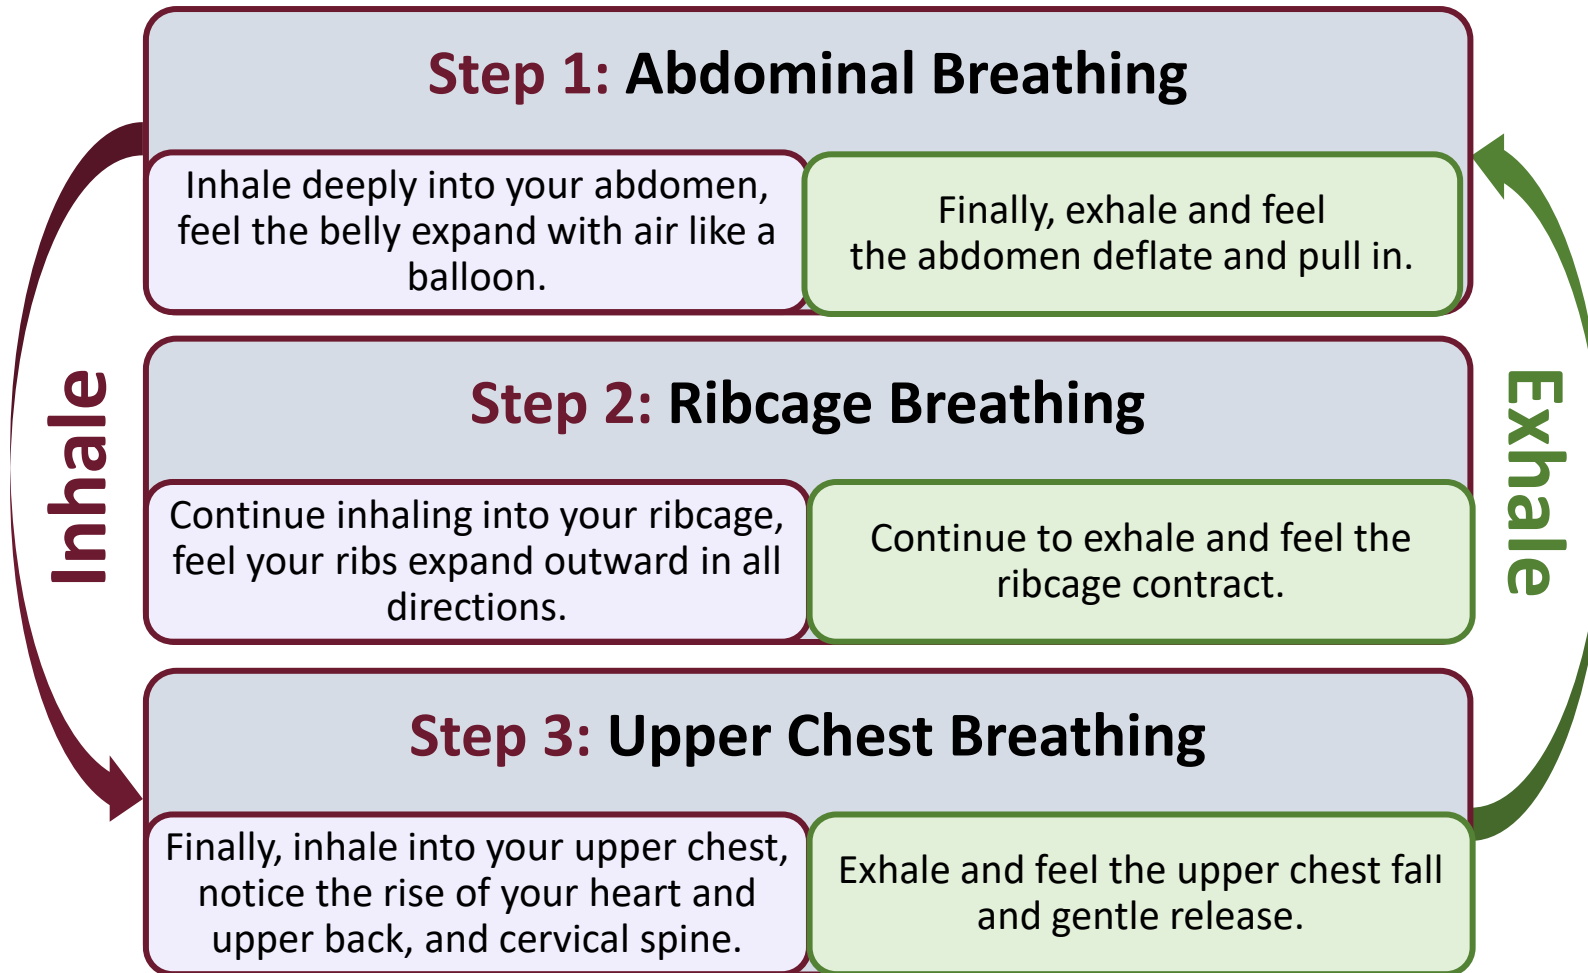 Step 1: Abdominal Breathing
Inhale deeply into your abdomen,
feel the belly expand with air like a
balloon.
Finally, exhale and feel
the abdomen deflate and pull in.
Inhale
Step 2: Ribcage Breathing
Continue inhaling into your ribcage,
feel your ribs expand outward in all
directions.
Continue to exhale and feel the
ribcage contract.
Exhale
Step 3: Upper Chest Breathing
Finally, inhale into your upper chest,
notice the rise of your heart and
upper back, and cervical spine.
Exhale and feel the upper chest fall
and gentle release.